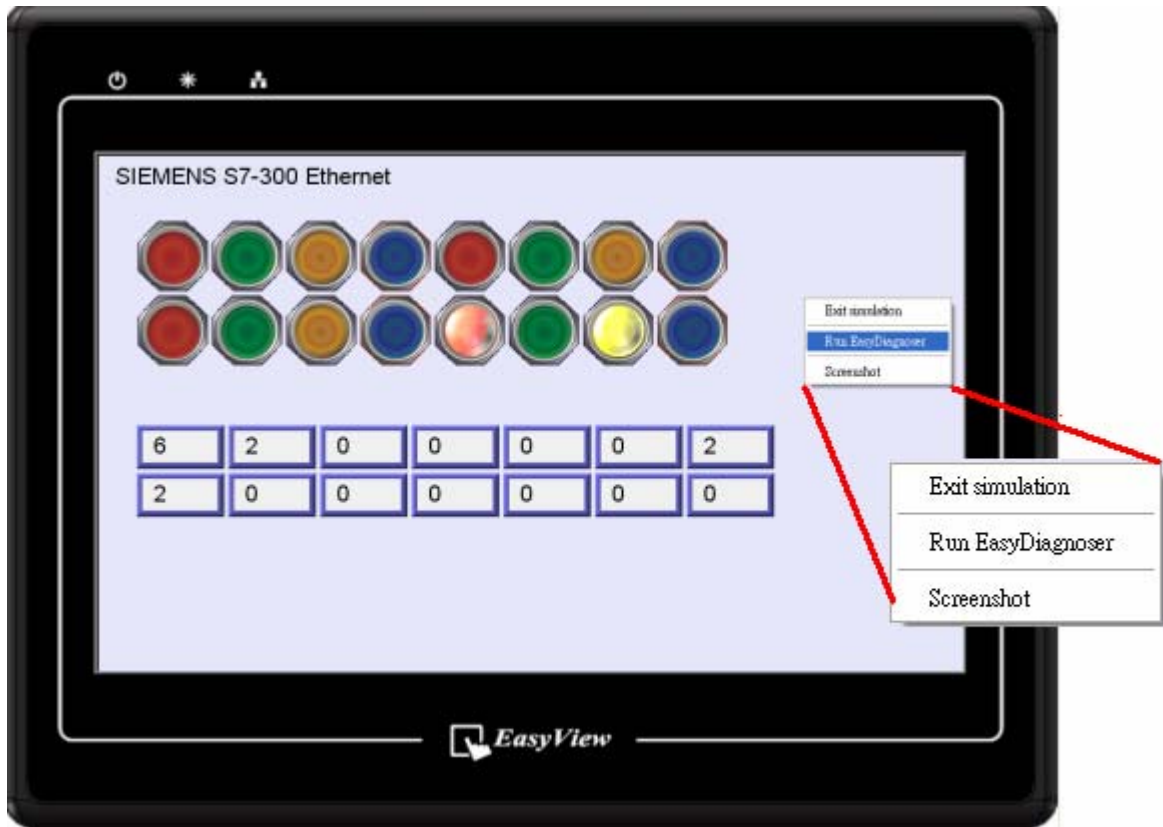 SIEMENS S7-300 Ethernet
Exit simulation
Run EasyDiagnoser
Screenshot
6 2 0 0 0 0 2
2 0 0 0 0 0 0
Exit simulation
Run EasyDiagnoser
Screenshot
EasyView